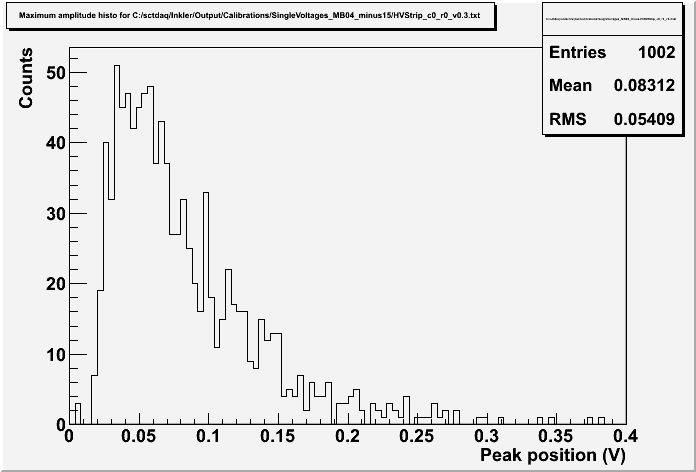 Maximum amplitude histo for C:/sctdaq/Inkler/Output/Calibrations/SingleVoltages_MB04_minus15/HVStrip_c0_r0_v0.3.txt
Entries 1002
Mean 0.08312
RMS 0.05409
Counts
50
40
30
20
10
0
0 0.05 0.1 0.15 0.2 0.25 0.3 0.35 0.4
Peak position (V)